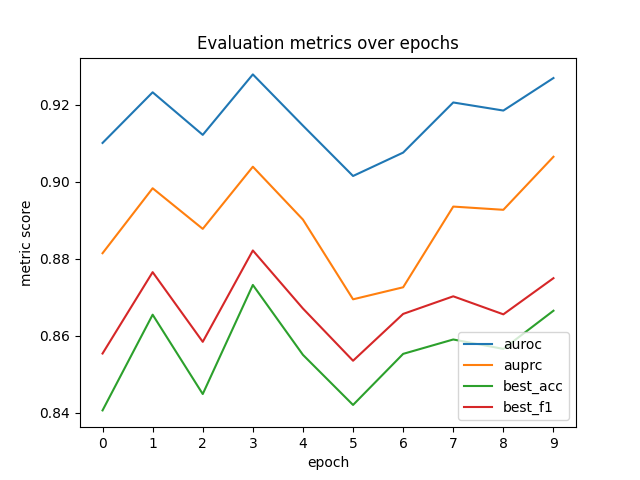 Evaluation metrics over epochs
metric score
0.92
0.90
0.88
0.86
0.84
auroc
auprc
best_acc
best_f1
0 1 2 3 4 5 6 7 8 9
epoch